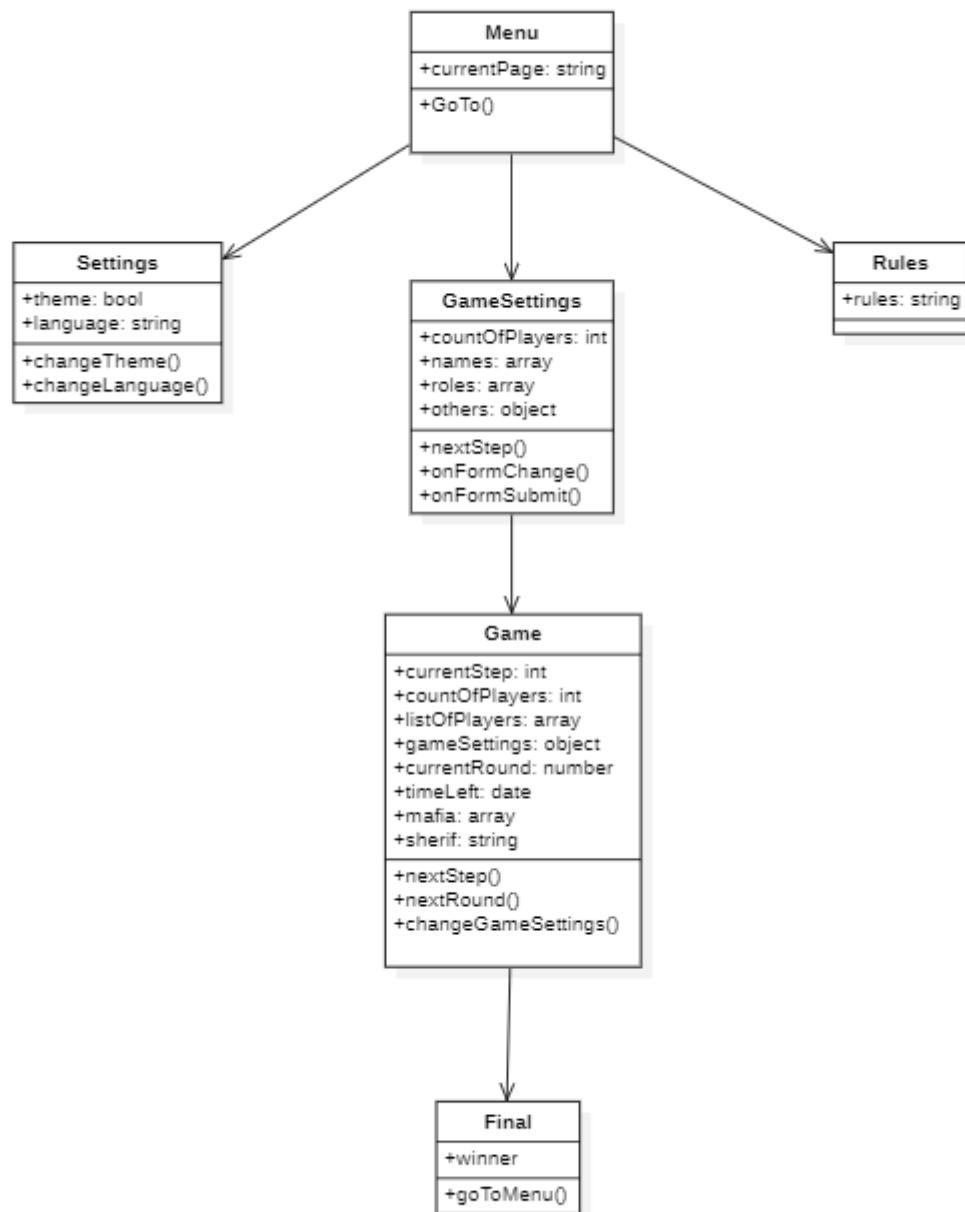 Menu
+currentPage: string
+GoTo()
Settings
+theme: bool
+language: string
+changeTheme()
+changeLanguage()
GameSettings
+countOfPlayers: int
+names: array
+roles: array
+others: object
+nextStep()
+onFormChange()
+onFormSubmit()
Rules
+rules: string
Game
+currentStep: int
+countOfPlayers: int
+listOfPlayers: array
+gameSettings: object
+currentRound: number
+timeLeft: date
+mafia: array
+sherif: string
+nextStep()
+nextRound()
+changeGameSettings()
Final
+winner
+goToMenu()